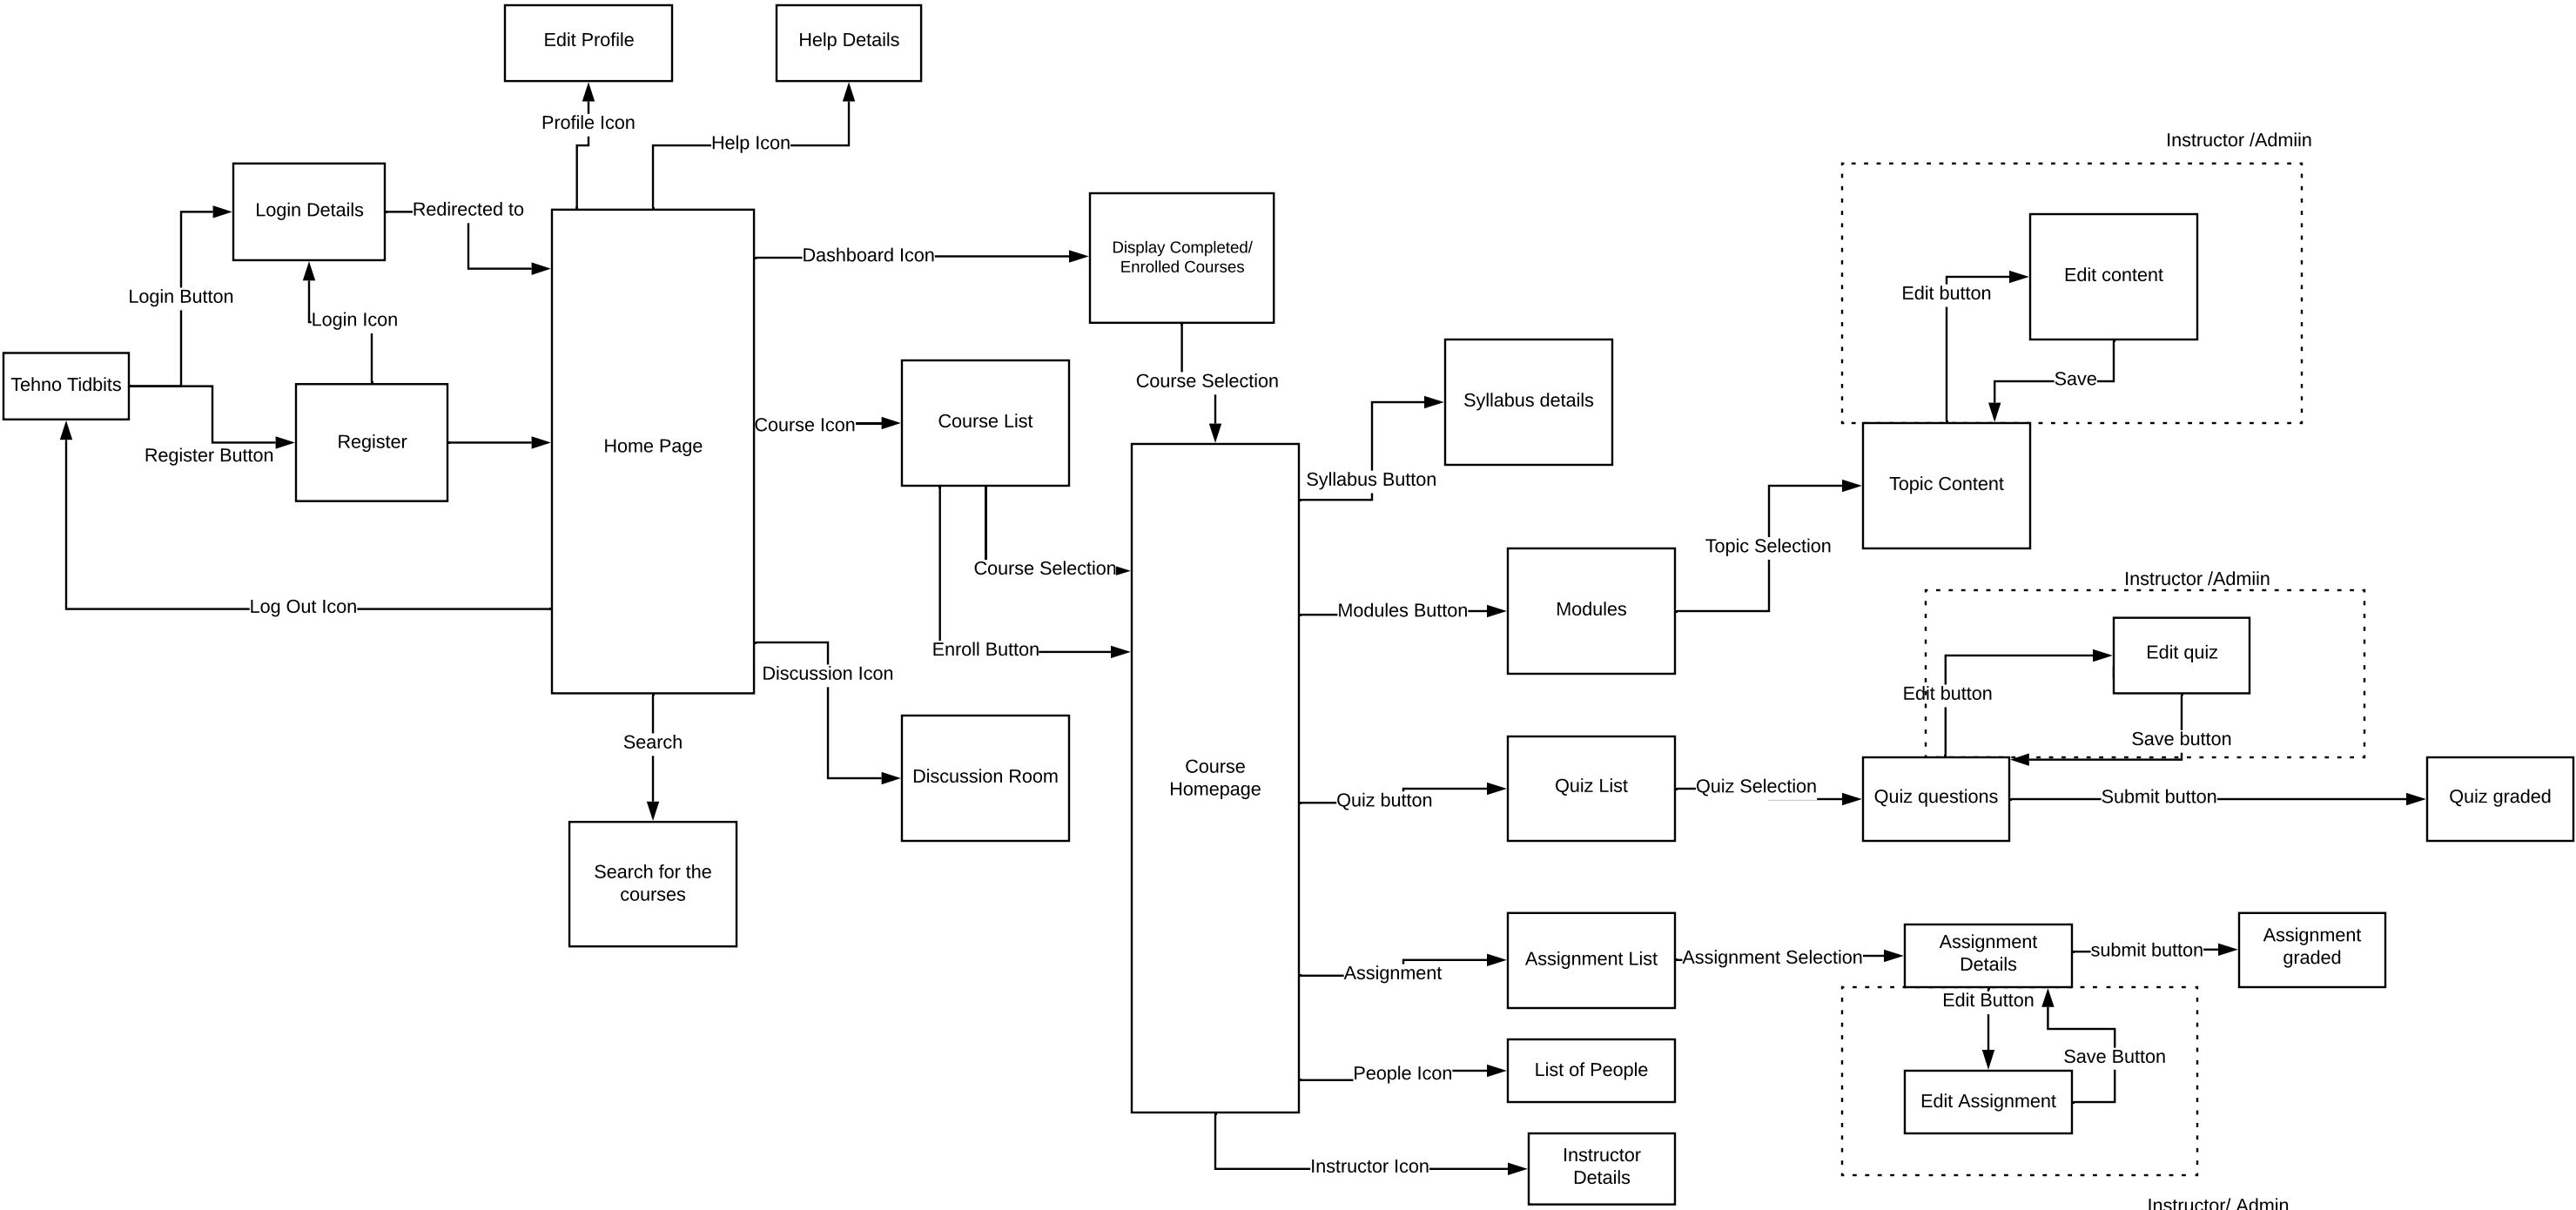 Edit Profile
Help Details
Profile Icon
Help Icon
Instructor /Admiin
Login Details
Redirected to
Dashboard Icon
Display Completed/
Enrolled Courses
Edit content
Edit button
Login Button
Login Icon
Course Selection
Save
Tehno Tidbits
Register
Register Button
Home Page
Course Icon
Course List
Syllabus details
Syllabus Button
Topic Content
Topic Selection
Course Selection
Instructor /Admiin
Log Out Icon
Modules Button
Modules
Enroll Button
Edit quiz
Discussion Icon
Edit button
Search
Save button
Discussion Room
Course
Homepage
Quiz button
Quiz List
Quiz Selection
Quiz questions
Submit button
Quiz graded
Search for the
courses
Assignment
Assignment List
Assignment Selection
Assignment
Details
submit button
Assignment
graded
Edit Button
Save Button
People Icon
List of People
Edit Assignment
Instructor Icon
Instructor
Details
Instructor/ Admin